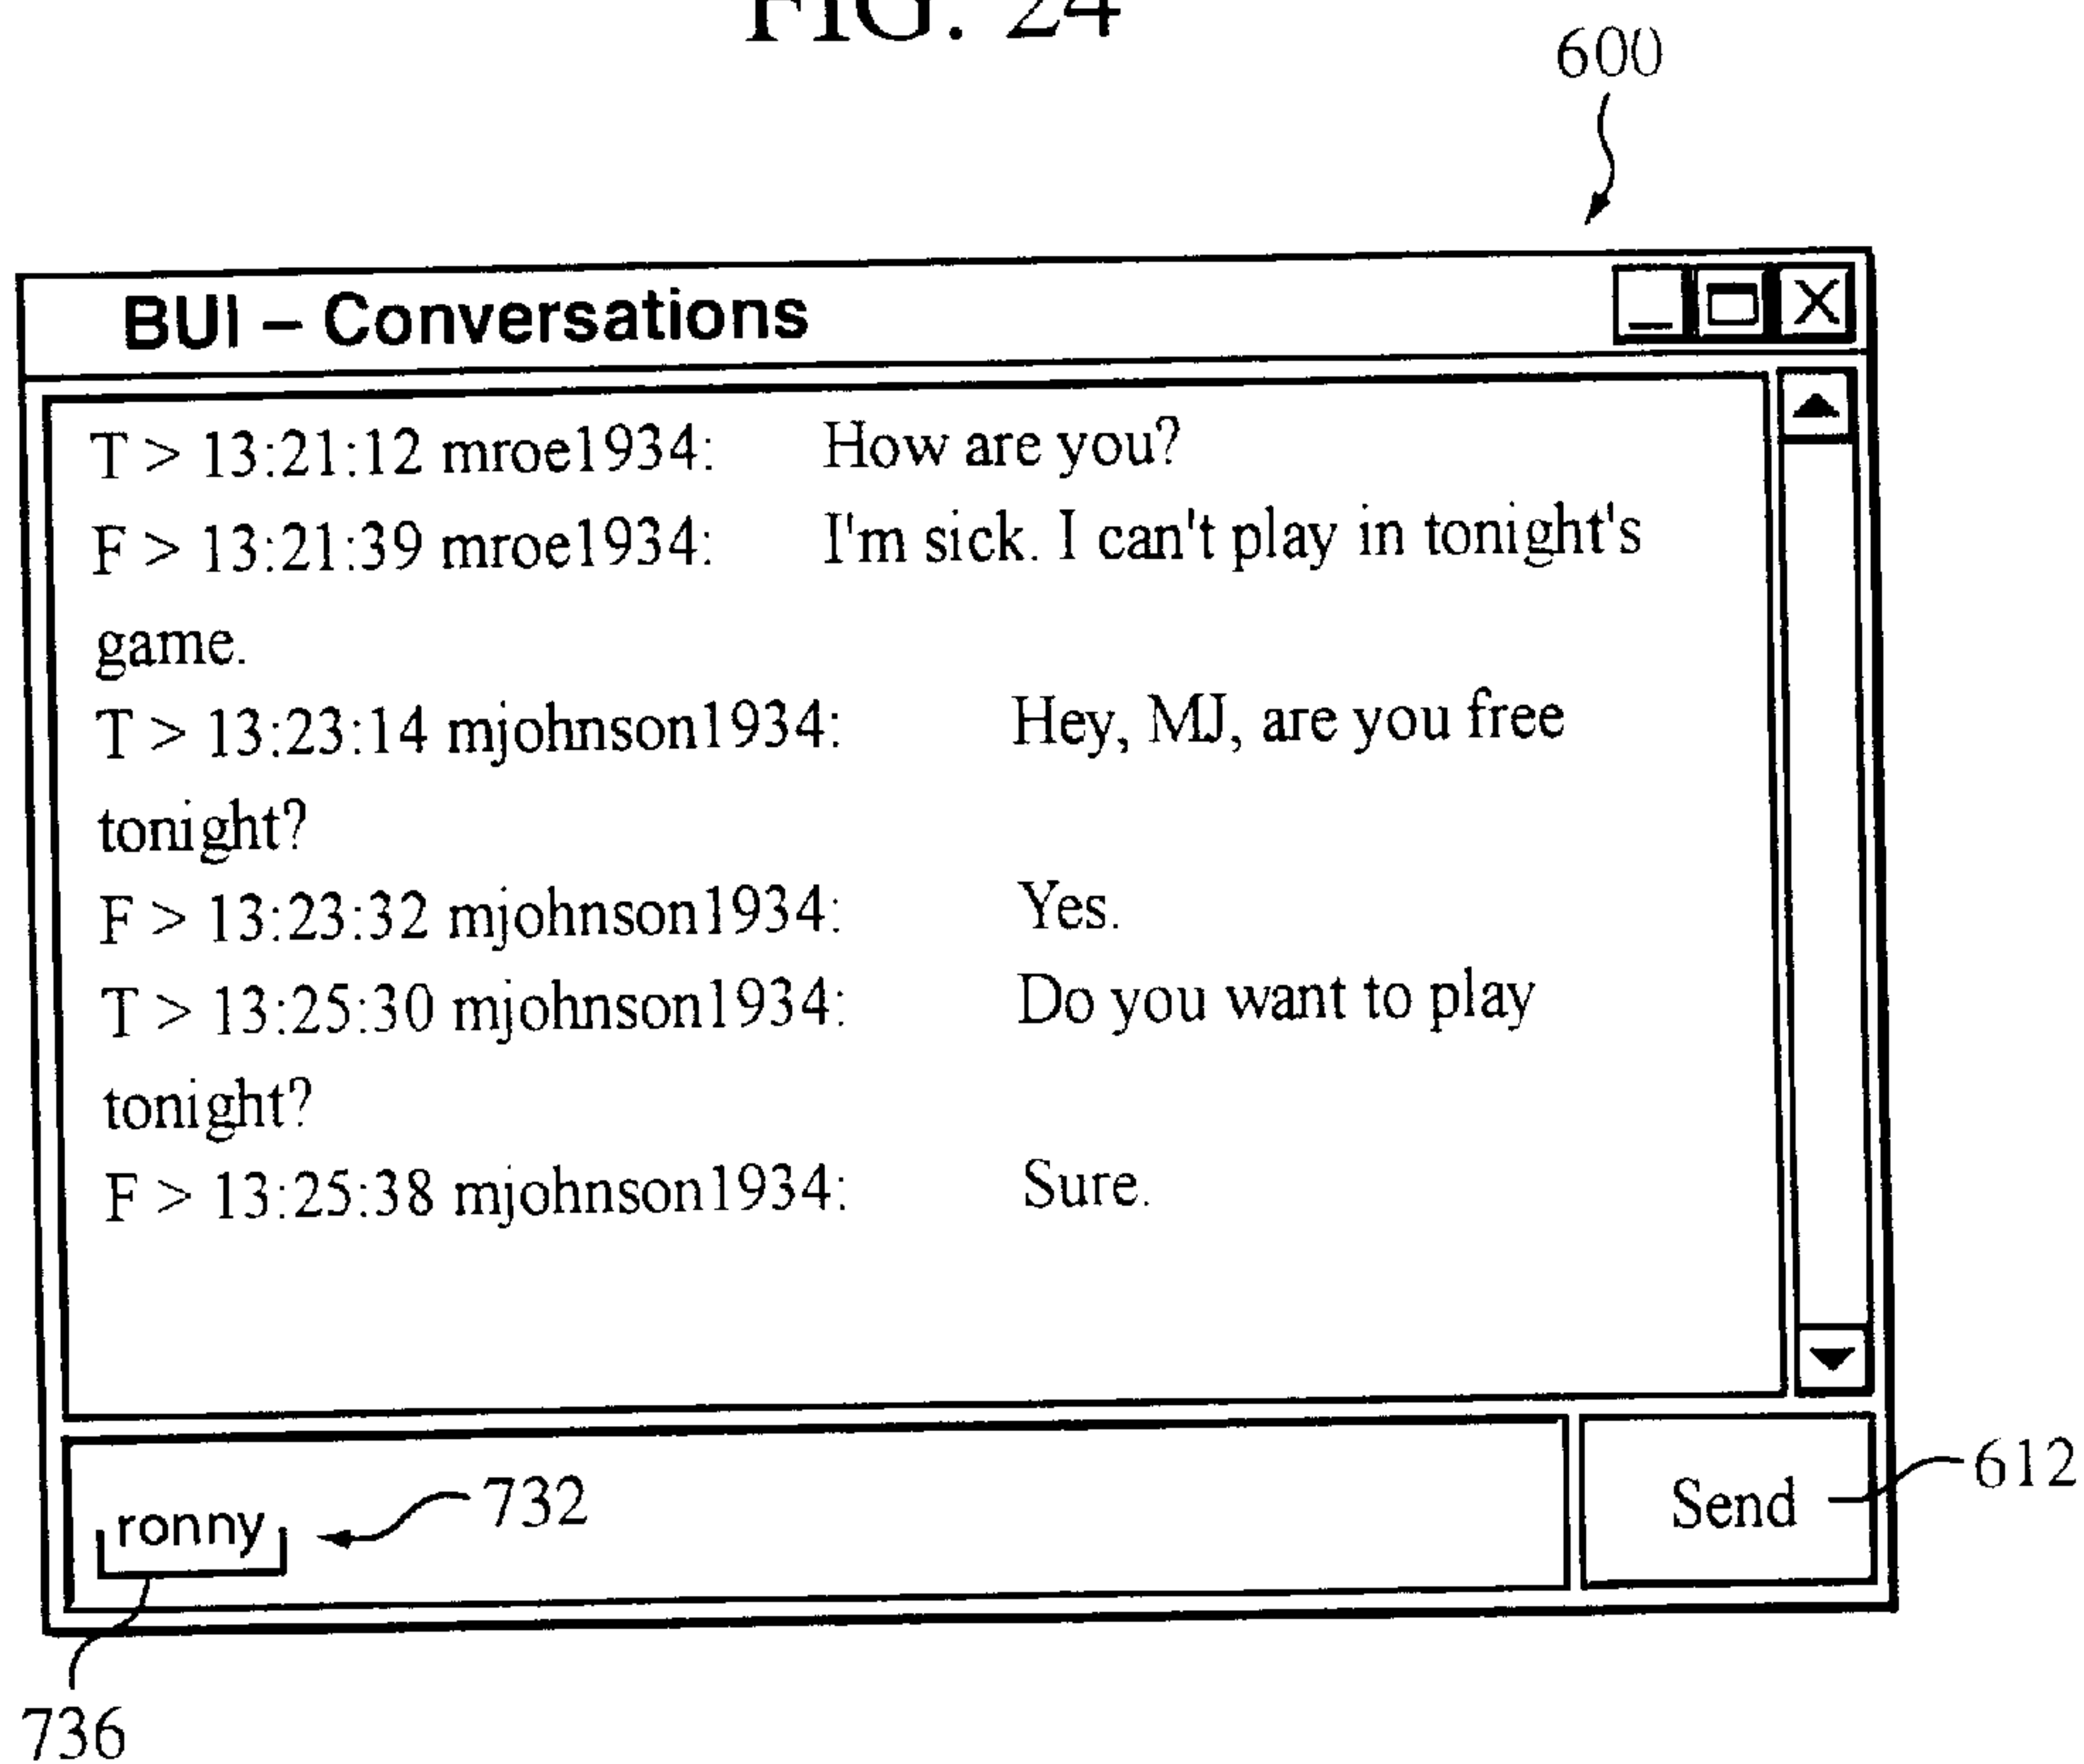 FIG. 24
600
BUI – Conversations
T > 13:21:12 mroe1934: How are you?
F > 13:21:39 mroe1934: I'm sick. I can't play in tonight's
game.
T > 13:23:14 mjohnson1934: Hey, MJ, are you free
tonight?
F > 13:23:32 mjohnson1934: Yes.
T > 13:25:30 mjohnson1934: Do you want to play
tonight?
F > 13:25:38 mjohnson1934: Sure.
ronny
732
Send
612
736